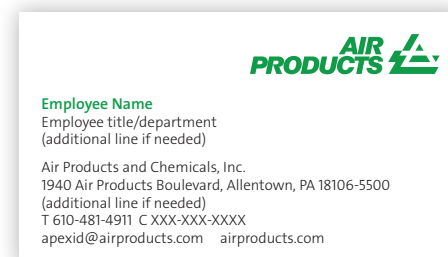 AIR
PRODUCTS
Employee Name
Employee title/department
(additional line if needed)
Air Products and Chemicals, Inc.
1940 Air Products Boulevard, Allentown, PA 18106-5500
(additional line if needed)
T 610-481-4911  C XXX-XXX-XXXX
apexid@airproducts.com    airproducts.com